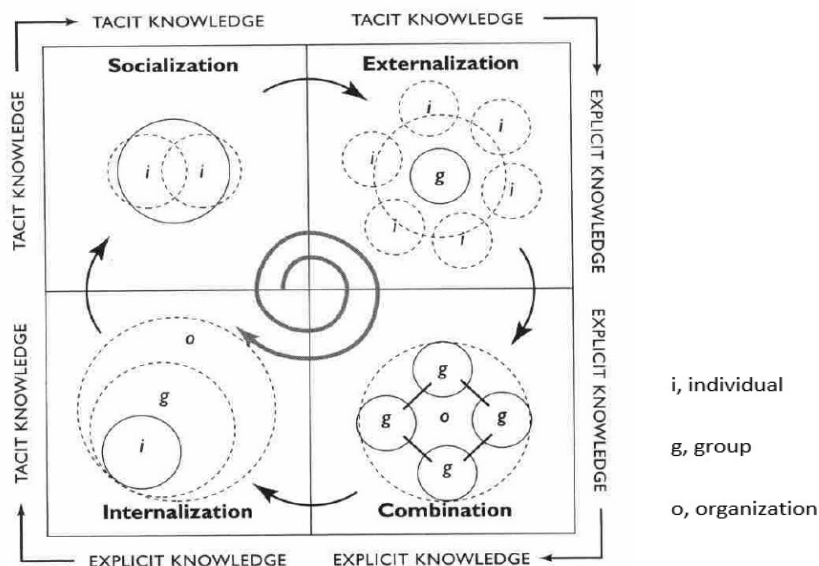 TACIT KNOWLEDGE
TACIT KNOWLEDGE
Socialization
Externalization
TACIT KNOWLEDGE
EXPLICIT KNOWLEDGE
i
i
i
i
i
i
i
i
g
TACIT KNOWLEDGE
EXPLICIT KNOWLEDGE
o
g
i
g
g
o
g
g
Internalization
Combination
EXPLICIT KNOWLEDGE
EXPLICIT KNOWLEDGE
i, individual
g, group
o, organization